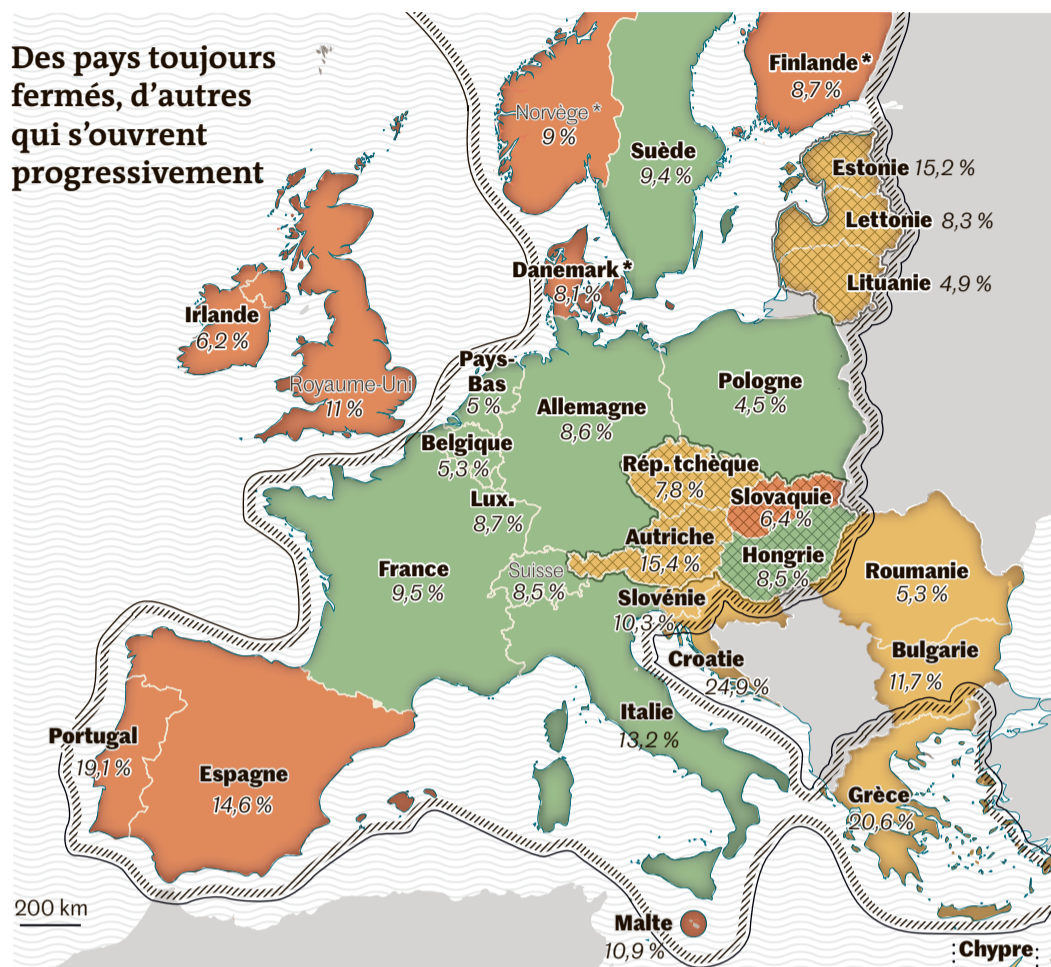 Des pays toujours
fermés, d'autres
qui s'ouvrent
progressivement
Finlande*
8,7 %
Norvège*
9 %
Suède
9,4 %
Estonie 15,2 %
Lettonie 8,3 %
Lituanie 4,9 %
Danemark*
8,1 %
Irlande
6,2 %
Royaume-Uni
11 %
Pays-
Bas
5 %
Allemagne
8,6 %
Pologne
4,5 %
Belgique
5,3 %
Lux.
8,7 %
Rép. tchèque
7,8 %
Slovaquie
6,4 %
Autriche
15,4 %
Hongrie
8,5 %
France
9,5 %
Suisse
8,5 %
Slovénie
10,3 %
Roumanie
5,3 %
Bulgarie
11,7 %
Croatie
24,9 %
Italie
13,2 %
Portugal
19,1 %
Espagne
14,6 %
Grèce
20,6 %
200 km
Malte
10,9 %
Chypre